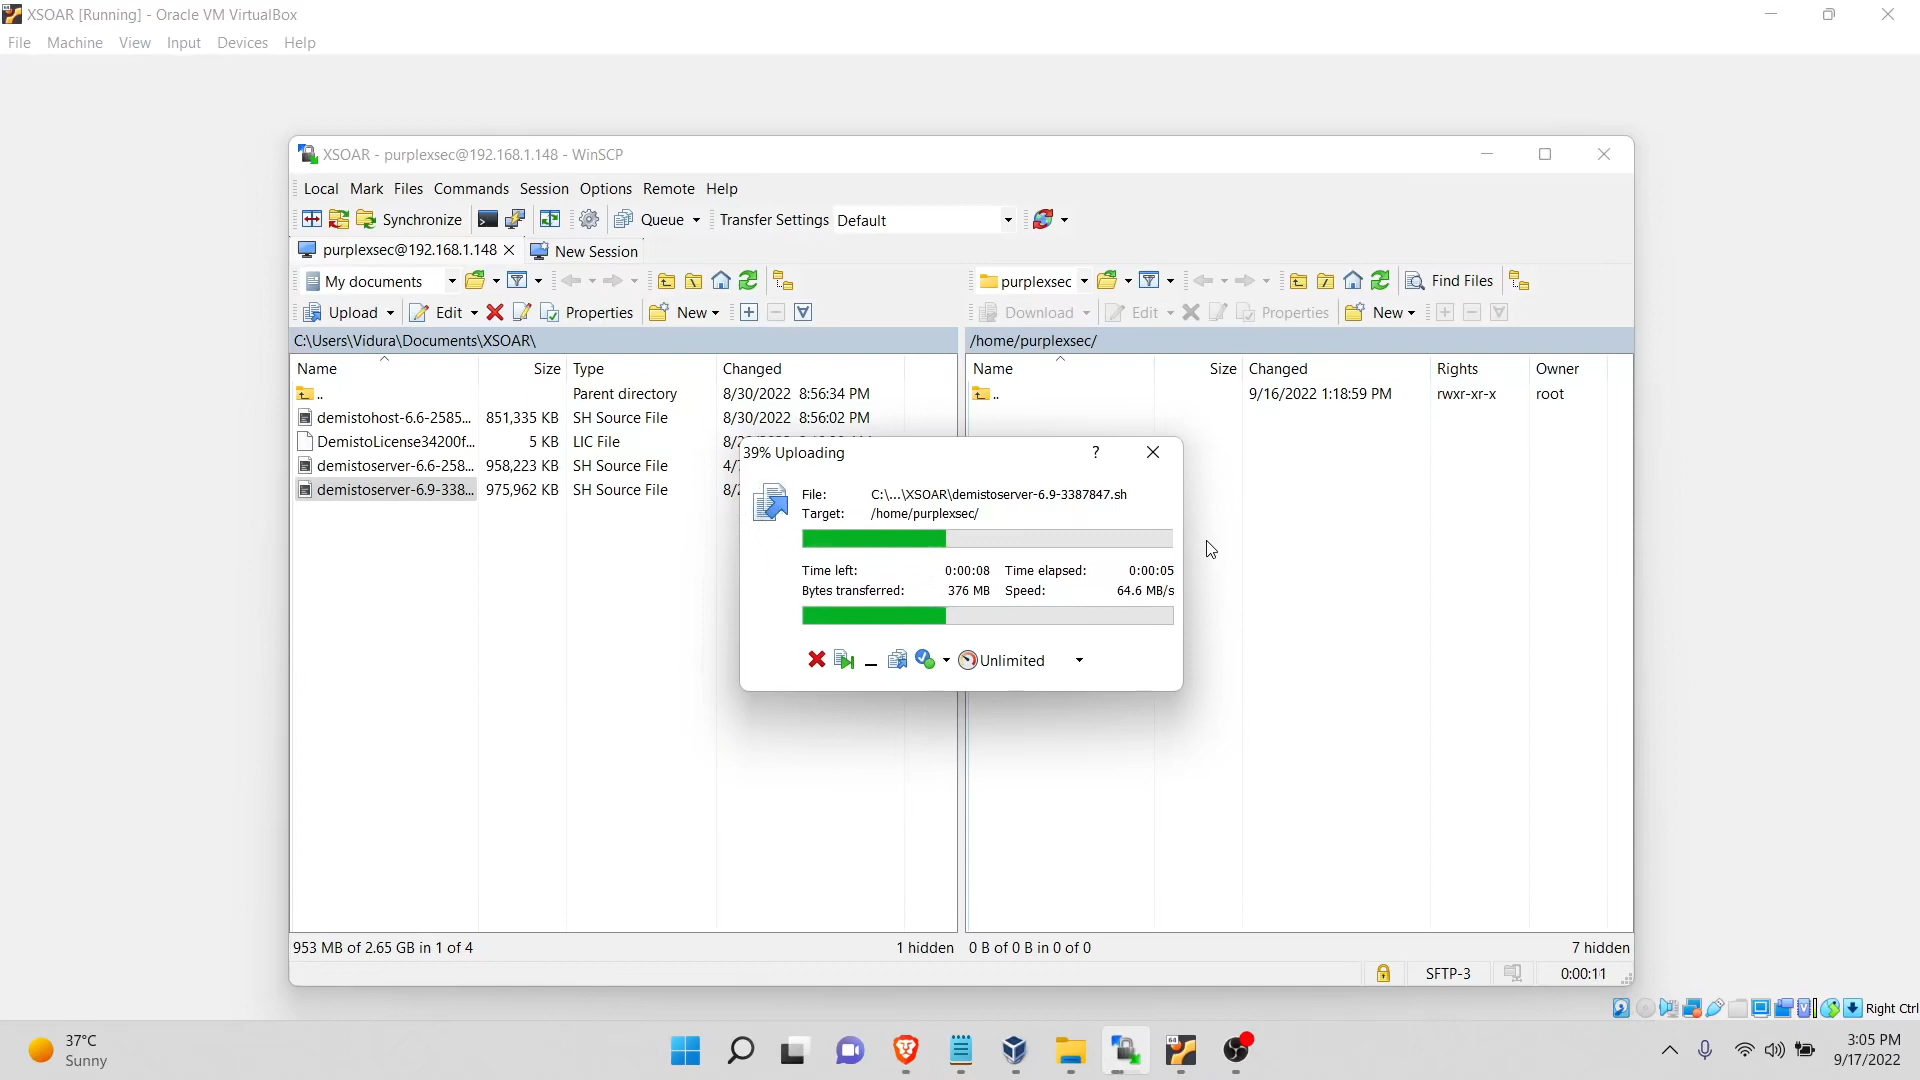 XSOAR [Running] - Oracle VM VirtualBox
File Machine View Input Devices Help
XSOAR - purplexsec@192.168.1.148 - WinSCP
Local Mark Files Commands Session Options Remote Help
Synchronize Queue Transfer Settings Default
purplexsec@192.168.1.148 New Session
My documents purplexsec Find Files
Upload Edit Properties New Download Edit Properties New
C:\Users\Vidura\Documents\XSOAR\ /home/purplexsec/
Name Size Type Changed Name Size Changed Rights Owner
.. Parent directory 8/30/2022 8:56:34 PM .. 9/16/2022 1:18:59 PM rwxr-xr-x root
demistohost-6.6-2585... 851,335 KB SH Source File 8/30/2022 8:56:02 PM
DemistoLicense34200f... 5 KB LIC File
demistoserver-6.6-258... 958,223 KB SH Source File 4/
demistoserver-6.9-338... 975,962 KB SH Source File 8/
39% Uploading ?
File: C:\...\XSOAR\demistoserver-6.9-3387847.sh
Target: /home/purplexsec/
Time left: 0:00:08 Time elapsed: 0:00:05
Bytes transferred: 376 MB Speed: 64.6 MB/s
Unlimited
953 MB of 2.65 GB in 1 of 4 1 hidden 0 B of 0 B in 0 of 0 7 hidden
SFTP-3 0:00:11
Right Ctrl
37°C
Sunny
3:05 PM
9/17/2022